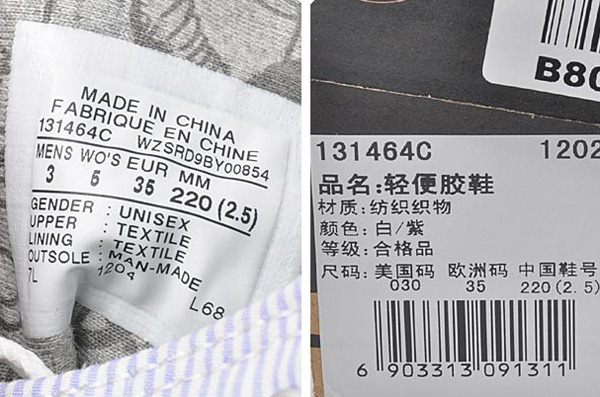 MADE IN CHINA
FABRIQUE EN CHINE
131464C WZSRD9BY00854
MENS WO'S EUR MM
3 5 35 220 (2.5)
GENDER : UNISEX
UPPER : TEXTILE
LINING : TEXTILE
OUTSOLE : MAN-MADE
7L 1204 L68
B80
131464C 1202
品名:轻便胶鞋
材质:纺织织物
颜色:白/紫
等级:合格品
尺码:美国码 欧洲码 中国鞋号
030 35 220(2.5)
6 903313 091311